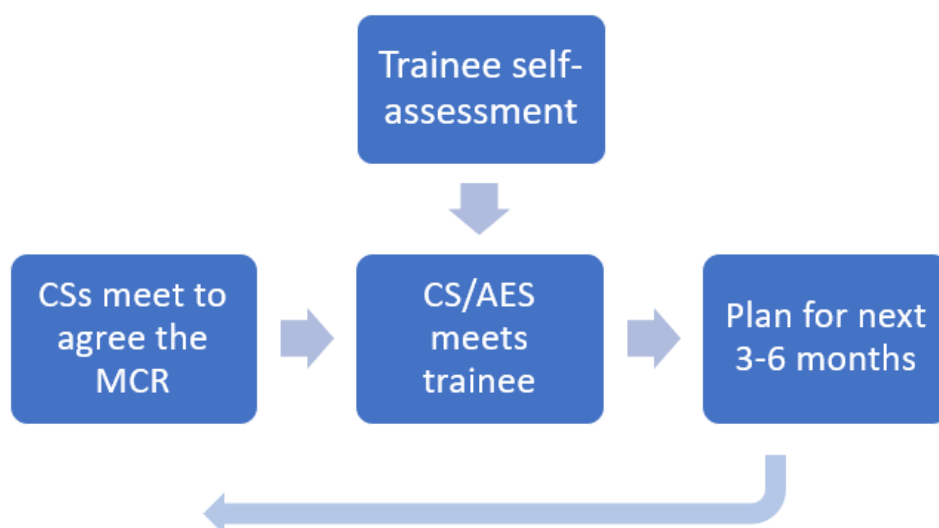 Trainee self-
assessment
CSs meet to
agree the
MCR
CS/AES
meets
trainee
Plan for next
3-6 months